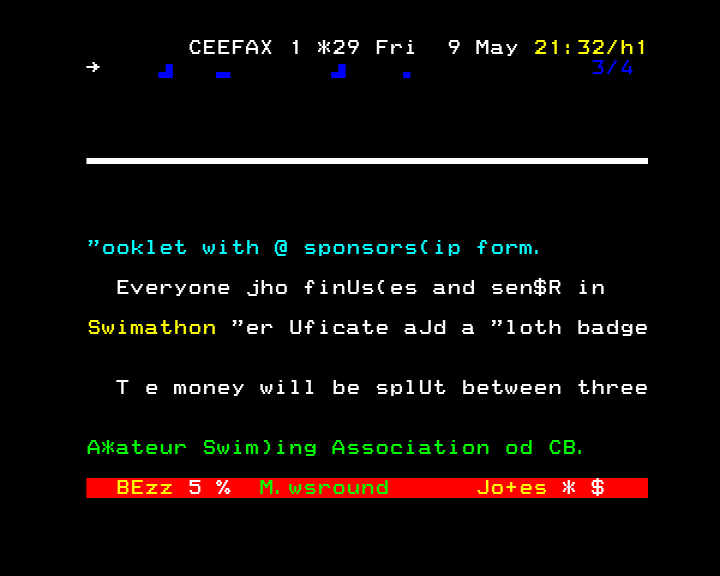 CEEFAX 1 *29 Fri  9 May 21:32/h1
→ 3/4
”ooklet with @ sponsors(ip form.
Everyone jho finUs(es and sen$R in
Swimathon ”er Uficate aJd a ”loth badge
T e money will be splUt between three
A*ateur Swim)ing Association od CB.
BEzz 5 %  M.wsround  Jo+es * $